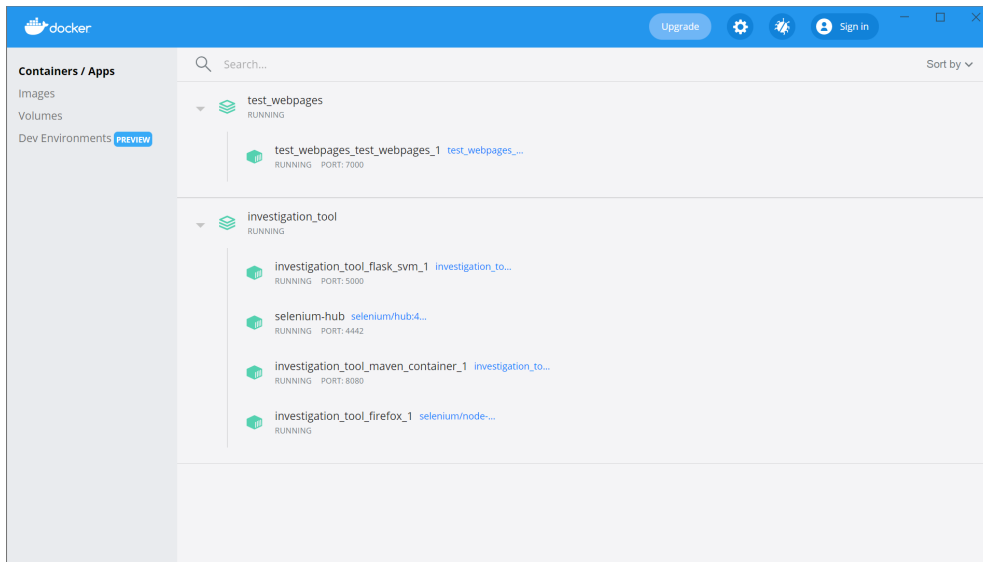 docker
Upgrade
Sign in
Containers / Apps
Images
Volumes
Dev Environments PREVIEW
Search...
Sort by
test_webpages
RUNNING
test_webpages_test_webpages_1 test_webpages_...
RUNNING PORT: 7000
investigation_tool
RUNNING
investigation_tool_flask_svm_1 investigation_to...
RUNNING PORT: 5000
selenium-hub selenium/hub:4...
RUNNING PORT: 4442
investigation_tool_maven_container_1 investigation_to...
RUNNING PORT: 8080
investigation_tool_firefox_1 selenium/node-...
RUNNING